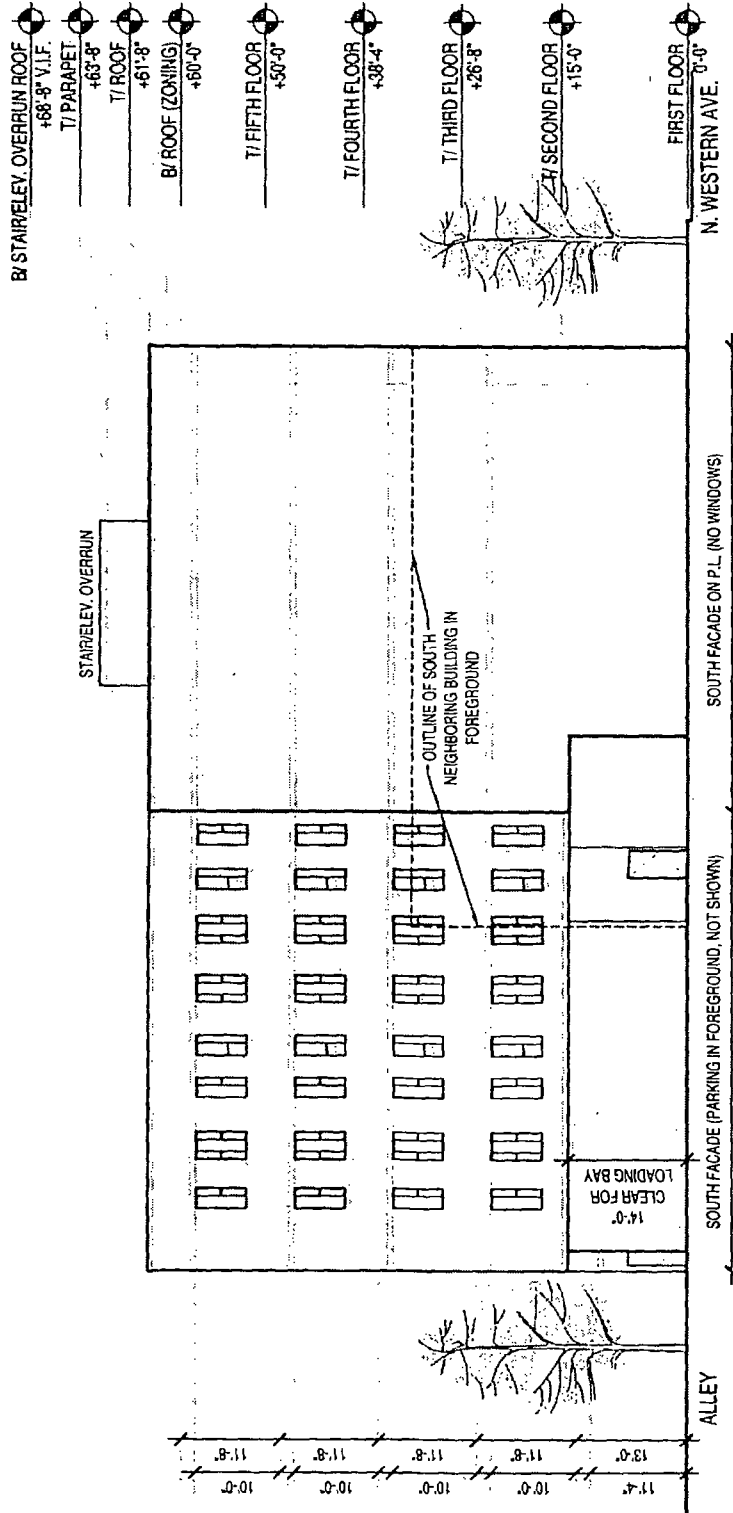 B/ STAIR/ELEV. OVERRUN ROOF
+68'-8" V.I.F.
T/ PARAPET
+63'-8"
T/ ROOF
+61'-8"
B/ ROOF (ZONING)
+60'-0"
T/ FIFTH FLOOR
+50'-0"
T/ FOURTH FLOOR
+38'-4"
T/ THIRD FLOOR
+26'-8"
T/ SECOND FLOOR
+15'-0"
FIRST FLOOR
0'-0"
N. WESTERN AVE.
STAIR/ELEV. OVERRUN
OUTLINE OF SOUTH
NEIGHBORING BUILDING IN
FOREGROUND
14'-0"
CLEAR FOR
LOADING BAY
SOUTH FACADE (PARKING IN FOREGROUND, NOT SHOWN)
SOUTH FACADE ON P.L. (NO WINDOWS)
ALLEY
11'-8"
11'-8"
11'-8"
11'-8"
13'-0"
10'-0"
10'-0"
10'-0"
10'-0"
11'-4"